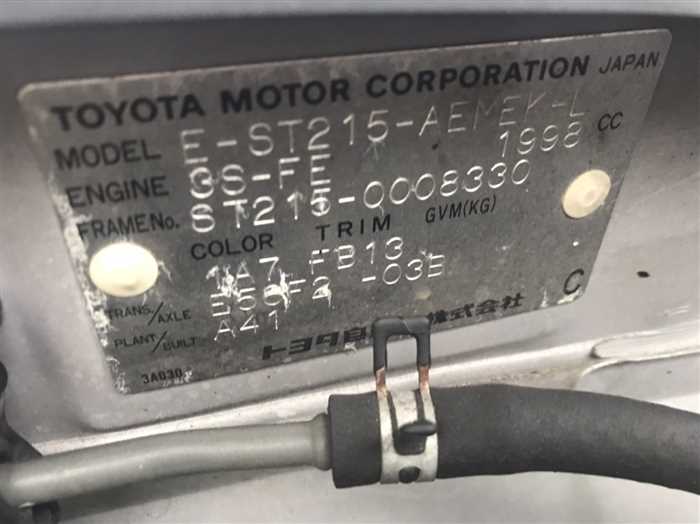 TOYOTA MOTOR CORPORATION JAPAN
MODEL E-ST215-AEMEK-L
ENGINE 3S-FE 1998 CC
FRAME No. ST215-0008330
COLOR TRIM GVM(KG)
1A7 FB13
TRANS./AXLE E56F2 -03B
PLANT/BUILT A41
トヨタ自 株式会社 C
3A030